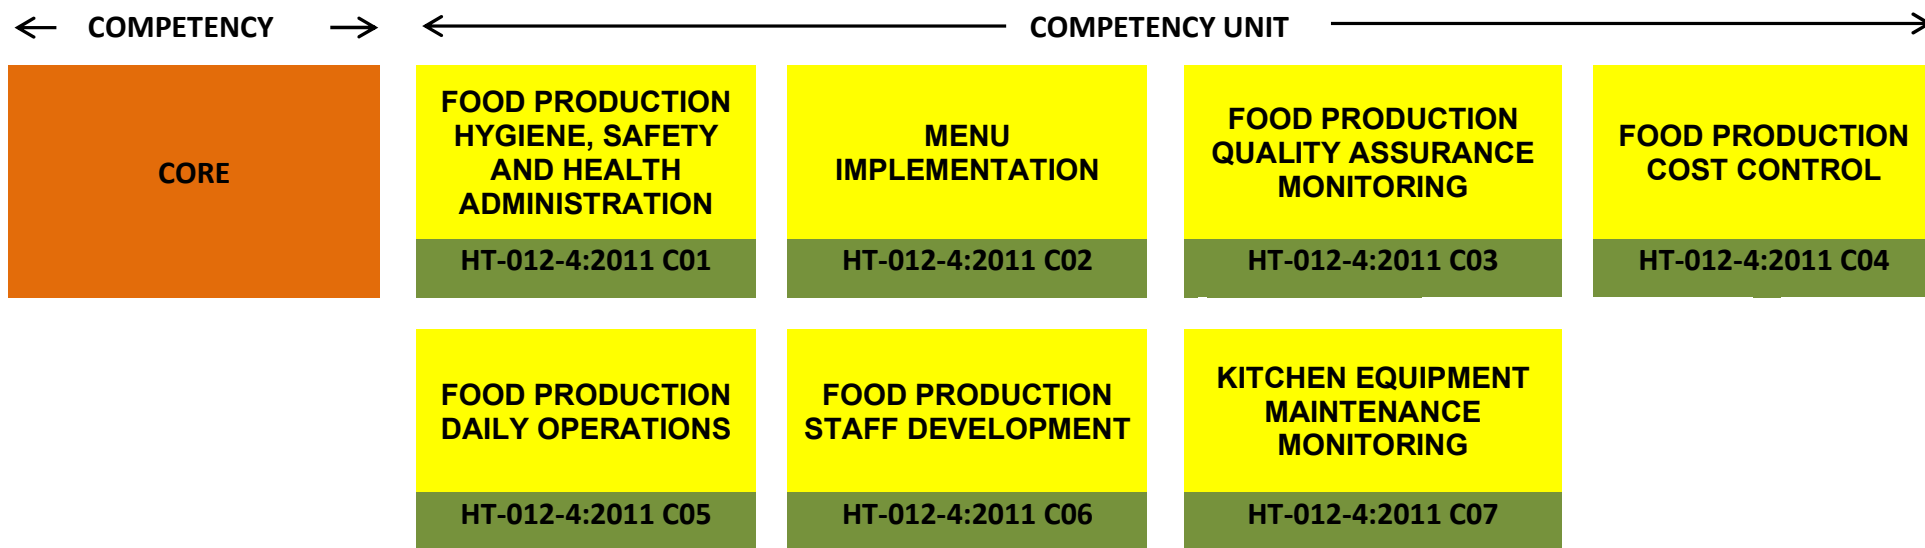 COMPETENCY
COMPETENCY UNIT
CORE
FOOD PRODUCTION
HYGIENE, SAFETY
AND HEALTH
ADMINISTRATION
HT-012-4:2011 C01
MENU
IMPLEMENTATION
HT-012-4:2011 C02
FOOD PRODUCTION
QUALITY ASSURANCE
MONITORING
HT-012-4:2011 C03
FOOD PRODUCTION
COST CONTROL
HT-012-4:2011 C04
FOOD PRODUCTION
DAILY OPERATIONS
HT-012-4:2011 C05
FOOD PRODUCTION
STAFF DEVELOPMENT
HT-012-4:2011 C06
KITCHEN EQUIPMENT
MAINTENANCE
MONITORING
HT-012-4:2011 C07